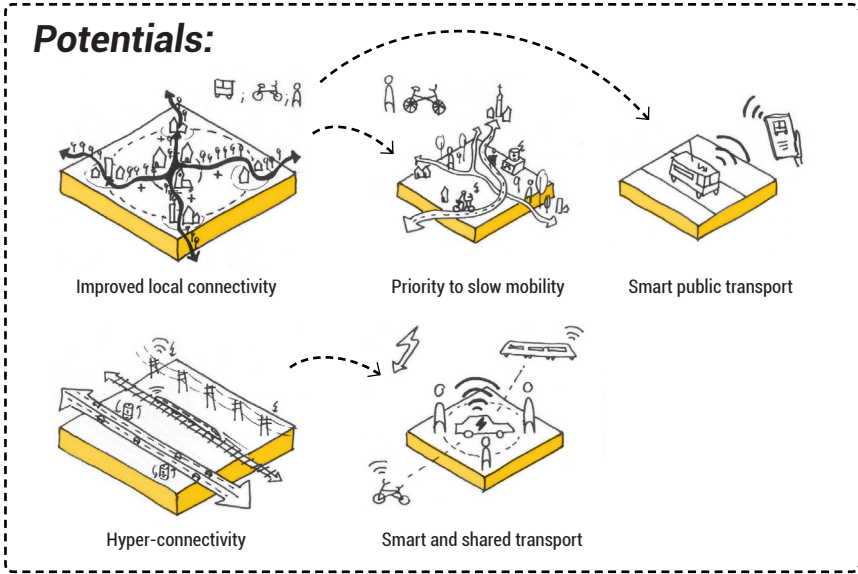 Potentials:
Improved local connectivity
Priority to slow mobility
Smart public transport
Hyper-connectivity
Smart and shared transport